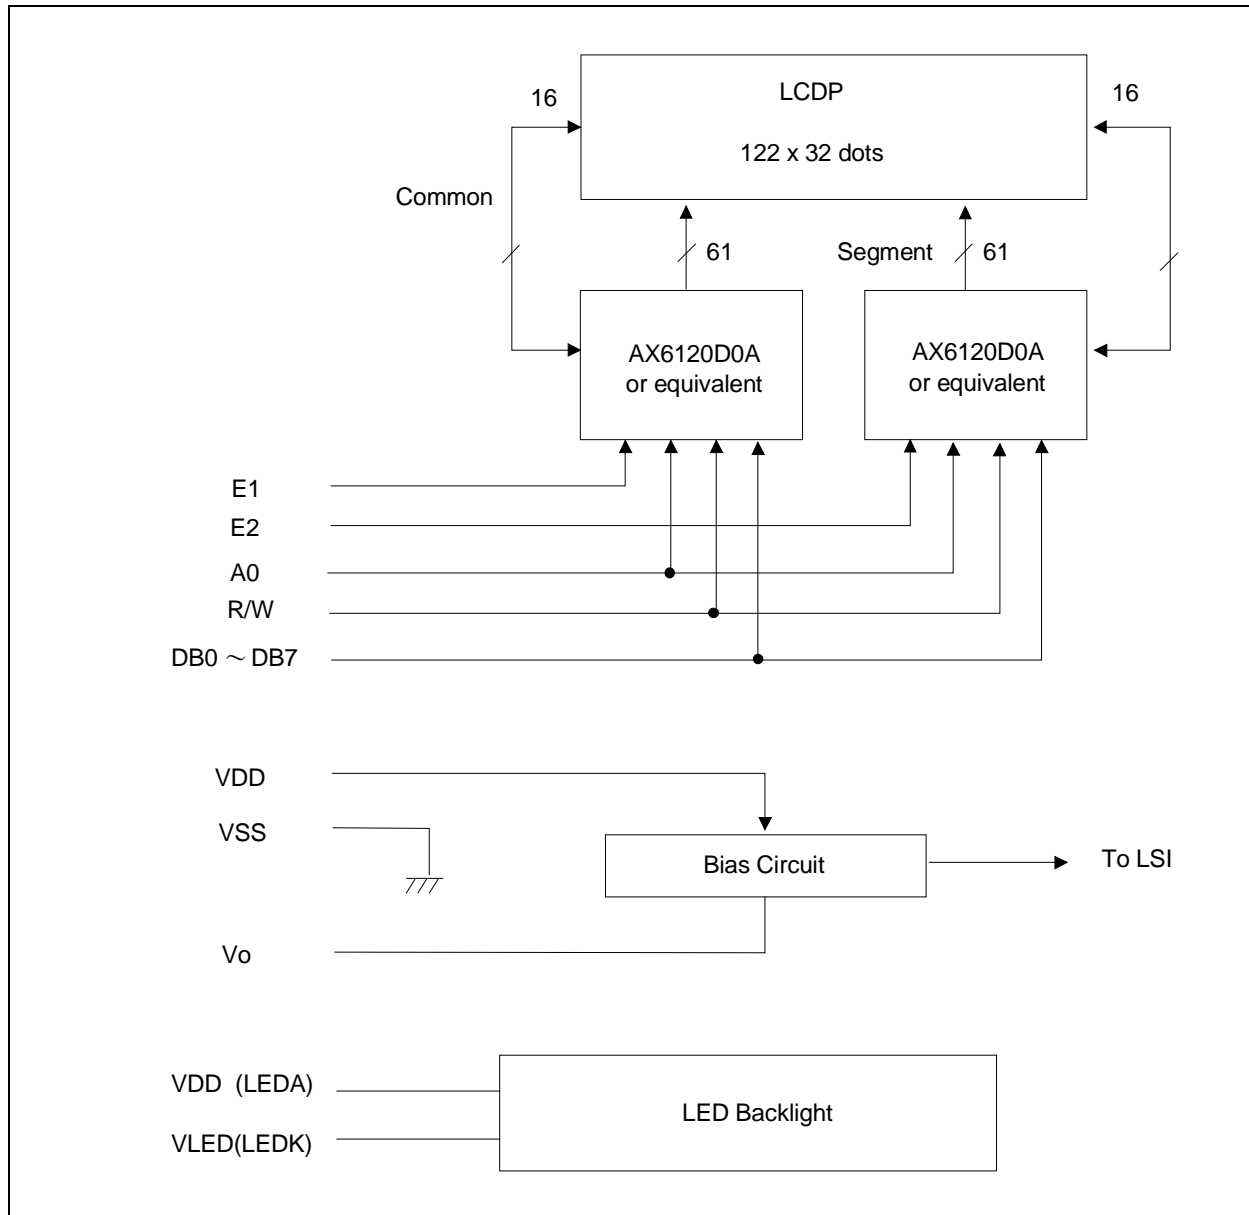 LCDP
16
16
122 x 32 dots
Common
61
Segment
61
AX6120D0A
or equivalent
AX6120D0A
or equivalent
E1
E2
A0
R/W
DB0 ～ DB7
VDD
VSS
Bias Circuit
To LSI
Vo
VDD (LEDA)
LED Backlight
VLED(LEDK)